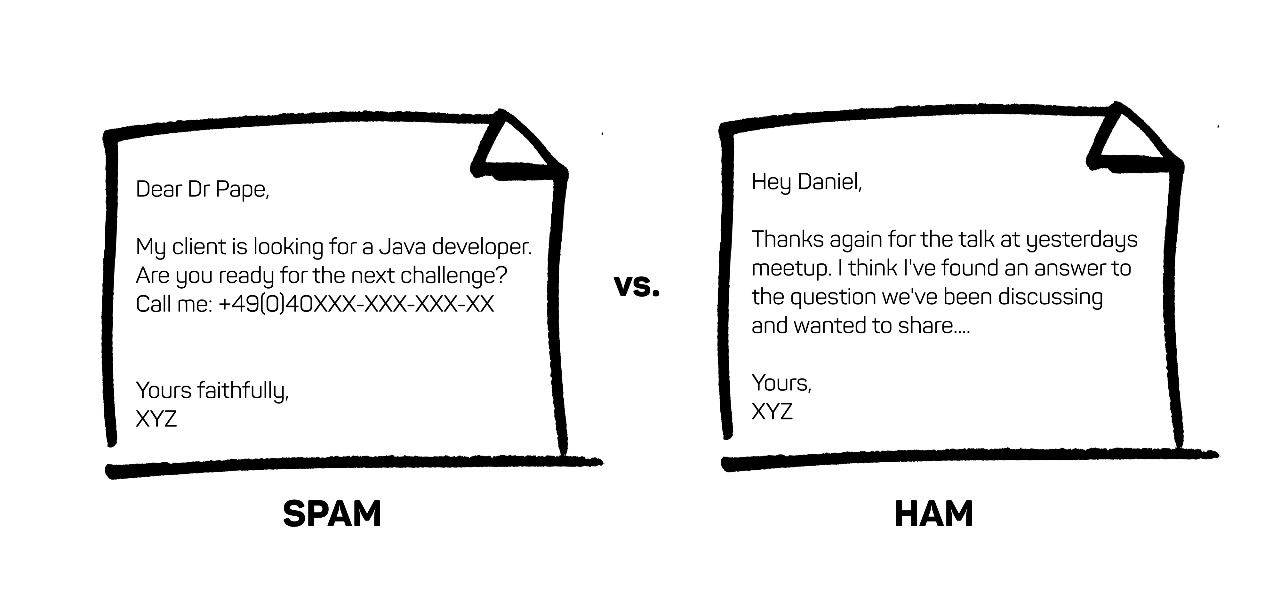 Dear Dr Pape,
My client is looking for a Java developer.
Are you ready for the next challenge?
Call me: +49(0)40XXX-XXX-XXX-XX
Yours faithfully,
XYZ
SPAM
vs.
Hey Daniel,
Thanks again for the talk at yesterdays
meetup. I think I've found an answer to
the question we've been discussing
and wanted to share....
Yours,
XYZ
HAM